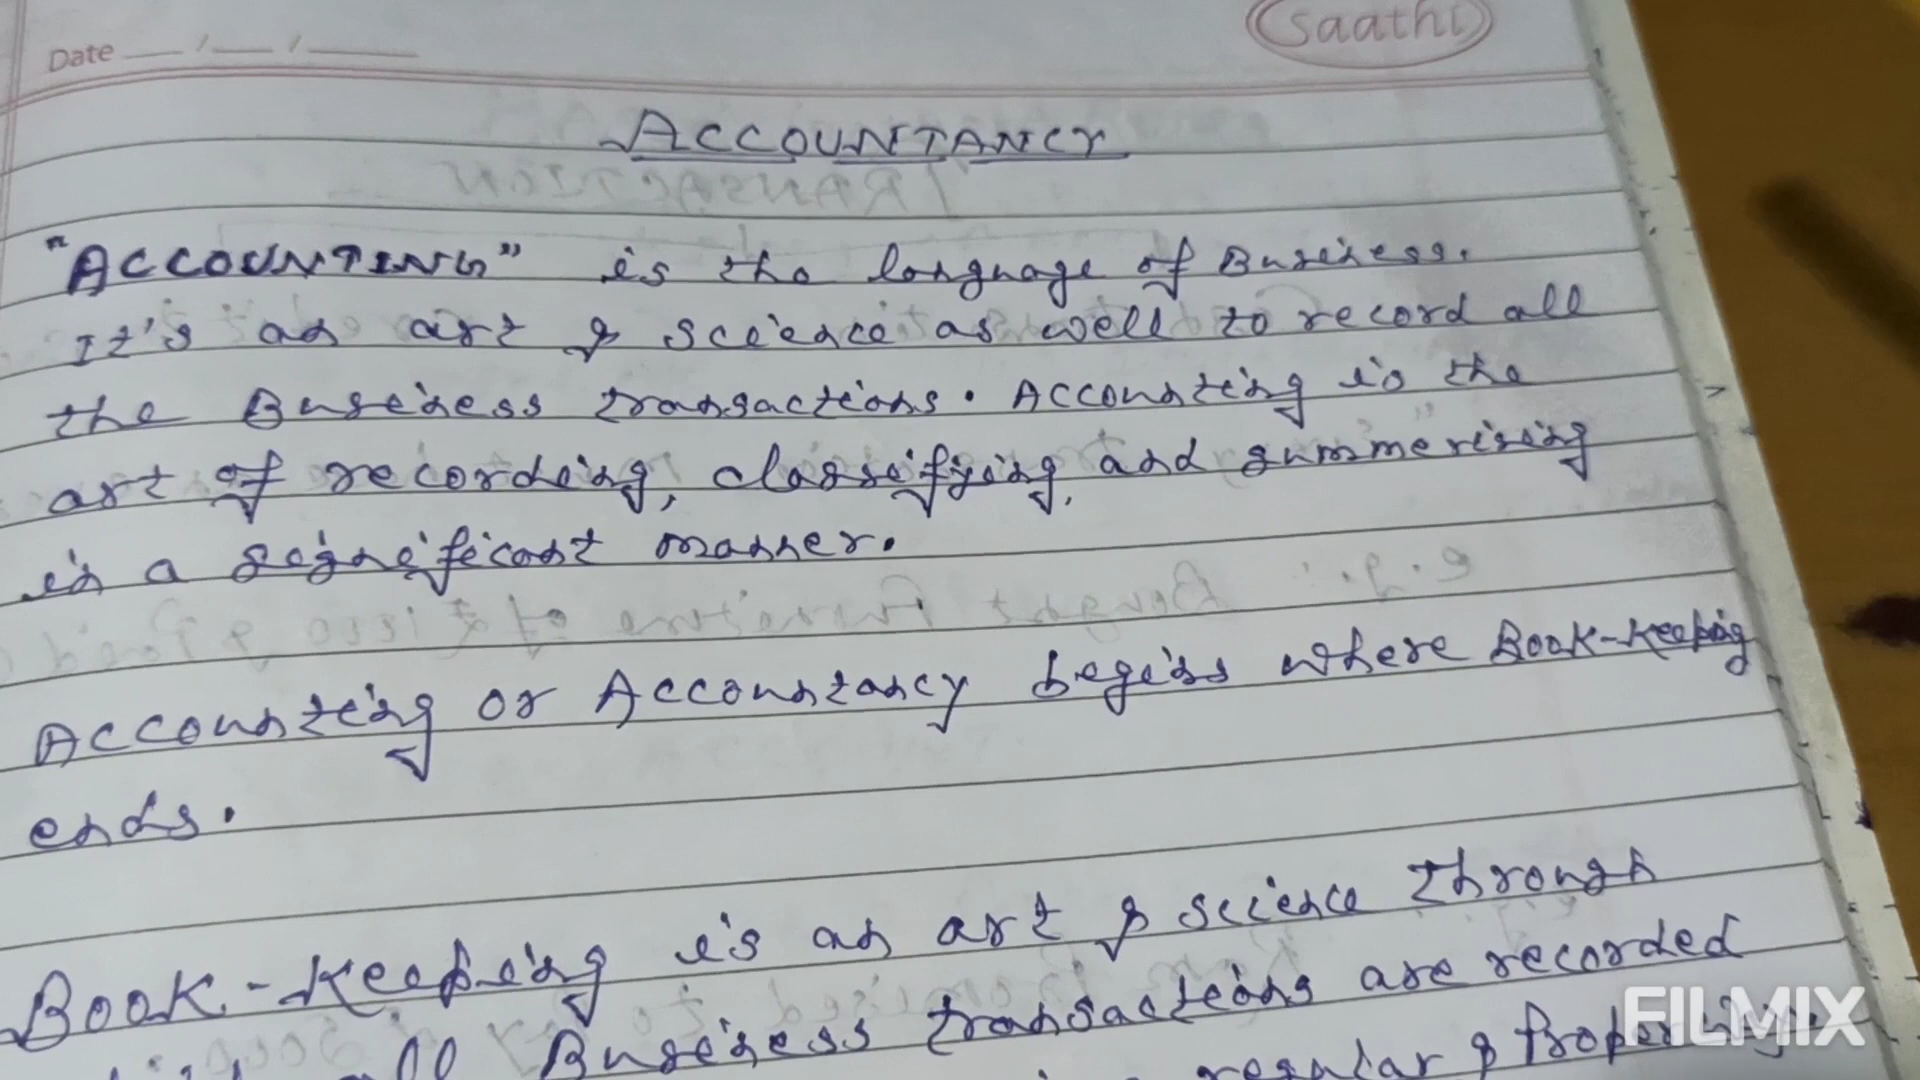 Date
Saathi
ACCOUNTANCY
"ACCOUNTING" is the language of Business.
It's an art & science as well to record all
the Business transactions. Accounting is the
art of recording, classifying, and summerising
in a significant manner.
Accounting or Accountancy begins where Book-Keeping
ends.
Book-Keeping is an art & science through
all Business transactions are recorded
regular & properly
FILMIX